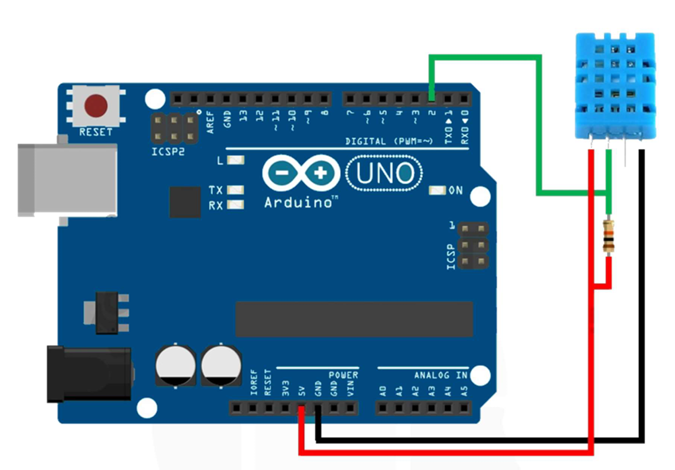 RESET
ICSP2
AREF
GND
13
12
~11
~10
~9
8
7
~6
~5
4
~3
2
TX0▶1
RX0◀0
DIGITAL (PWM=~)
L
TX
RX
UNO
Arduino™
ON
1
ICSP
POWER
ANALOG IN
IOREF
RESET
3V3
5V
GND
GND
VIN
A0
A1
A2
A3
A4
A5